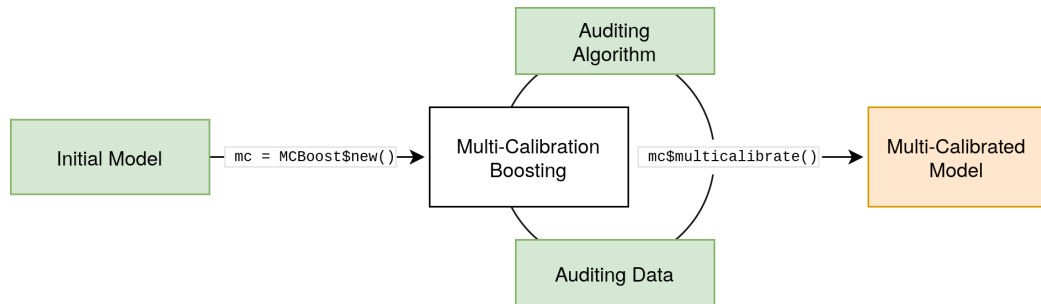 Auditing
Algorithm
Initial Model
mc = MCBoost$new()
Multi-Calibration
Boosting
mc$multicalibrate()
Multi-Calibrated
Model
Auditing Data